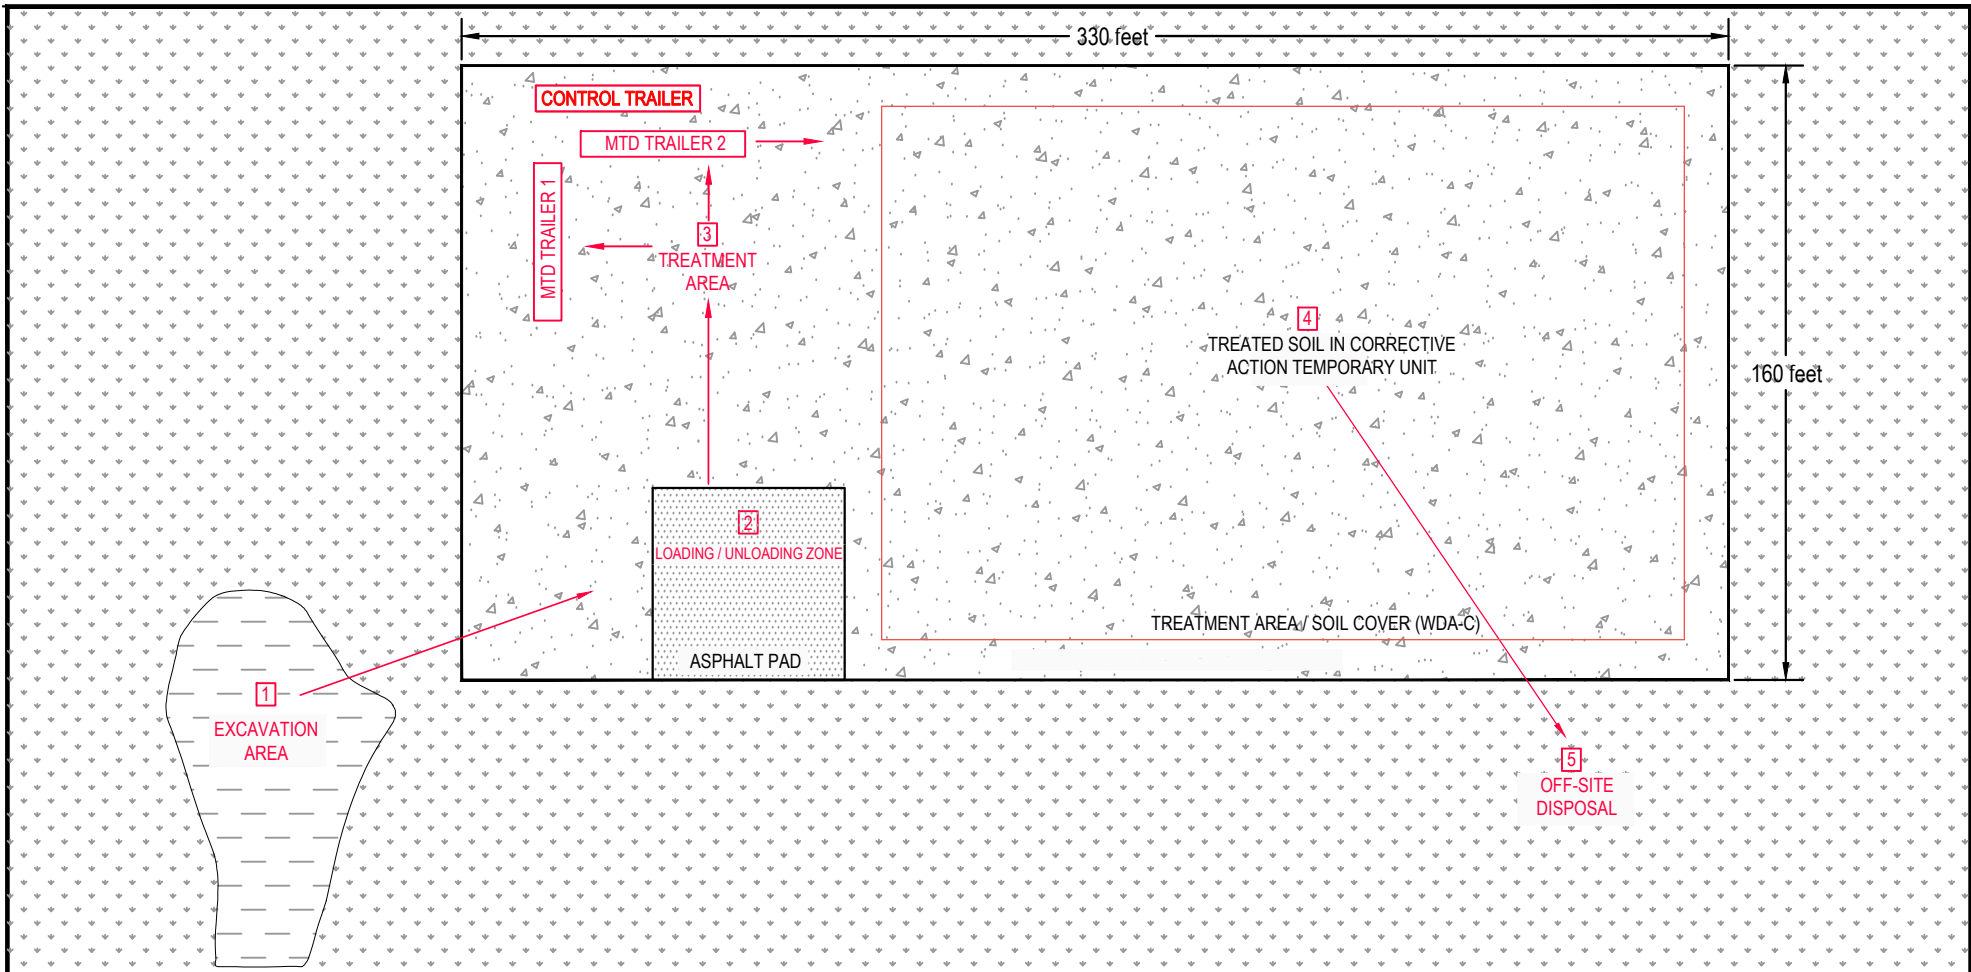 330 feet
CONTROL TRAILER
MTD TRAILER 2
MTD TRAILER 1
3
TREATMENT
AREA
4
TREATED SOIL IN CORRECTIVE
ACTION TEMPORARY UNIT
160 feet
2
LOADING / UNLOADING ZONE
TREATMENT AREA / SOIL COVER (WDA-C)
ASPHALT PAD
1
EXCAVATION
AREA
5
OFF-SITE
DISPOSAL